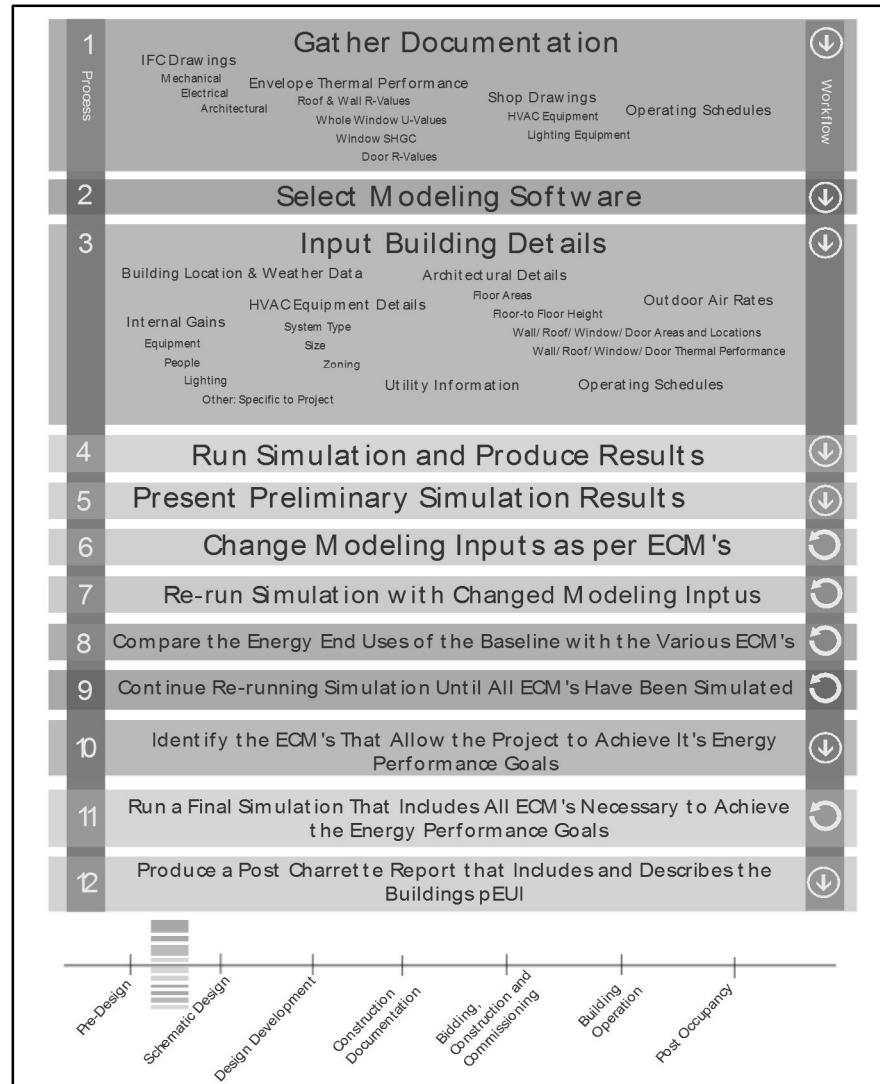 1
Process
Gather Documentation
Workflow
IFC Drawings
Mechanical
Electrical
Architectural
Envelope Thermal Performance
Roof & Wall R-Values
Whole Window U-Values
Window SHGC
Door R-Values
Shop Drawings
HVAC Equipment
Lighting Equipment
Operating Schedules
2
Select Modeling Software
3
Input Building Details
Building Location & Weather Data
Internal Gains
Equipment
People
Lighting
Other: Specific to Project
HVAC Equipment Details
System Type
Size
Zoning
Architectural Details
Floor Areas
Floor-to Floor Height
Wall/ Roof/ Window/ Door Areas and Locations
Wall/ Roof/ Window/ Door Thermal Performance
Outdoor Air Rates
Utility Information
Operating Schedules
4
Run Simulation and Produce Results
5
Present Preliminary Simulation Results
6
Change Modeling Inputs as per ECM's
7
Re-run Simulation with Changed Modeling Inptus
8
Compare the Energy End Uses of the Baseline with the Various ECM's
9
Continue Re-running Simulation Until All ECM's Have Been Simulated
10
Identify the ECM's That Allow the Project to Achieve It's Energy
Performance Goals
11
Run a Final Simulation That Includes All ECM's Necessary to Achieve
the Energy Performance Goals
12
Produce a Post Charrette Report that Includes and Describes the
Buildings pEUI
Pre-Design
Schematic Design
Design Development
Construction
Documentation
Bidding,
Construction and
Commissioning
Building
Operation
Post Occupancy